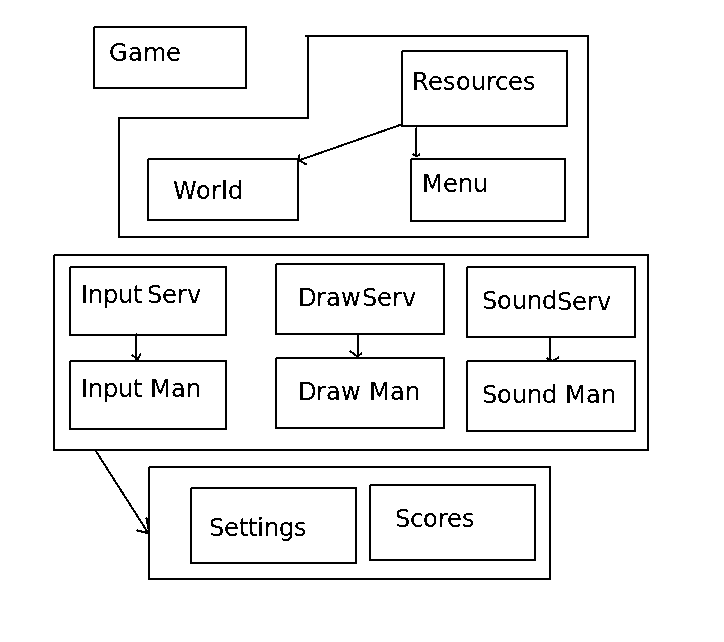 Game
Resources
World
Menu
Input Serv
DrawServ
SoundServ
Input Man
Draw Man
Sound Man
Settings
Scores